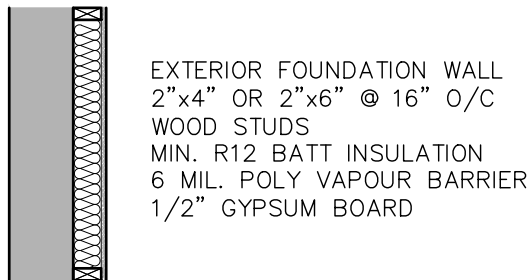 EXTERIOR FOUNDATION WALL
2”x4” OR 2”x6” @ 16” O/C
WOOD STUDS
MIN. R12 BATT INSULATION
6 MIL. POLY VAPOUR BARRIER
1/2” GYPSUM BOARD